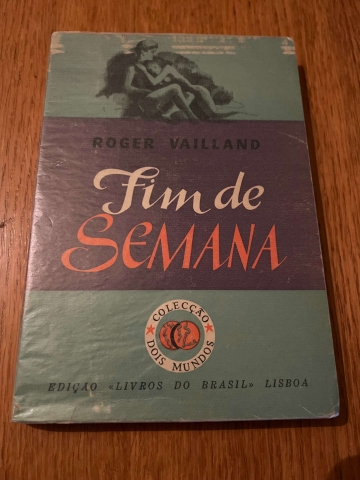 ROGER VAILLAND
Fim de
SEMANA
COLECÇÃO
DOIS MUNDOS
EDIÇÃO «LIVROS DO BRASIL» LISBOA